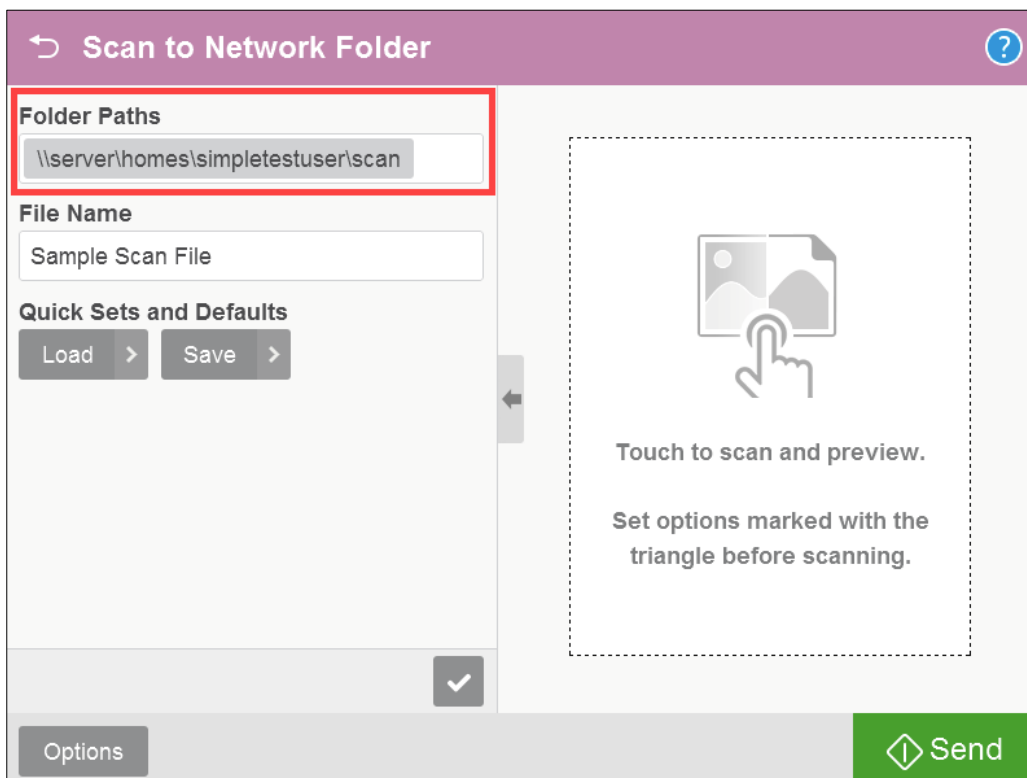 Scan to Network Folder
?
Folder Paths
\\server\homes\simpletestuser\scan
File Name
Sample Scan File
Quick Sets and Defaults
Load
Save
Touch to scan and preview.
Set options marked with the
triangle before scanning.
Options
Send